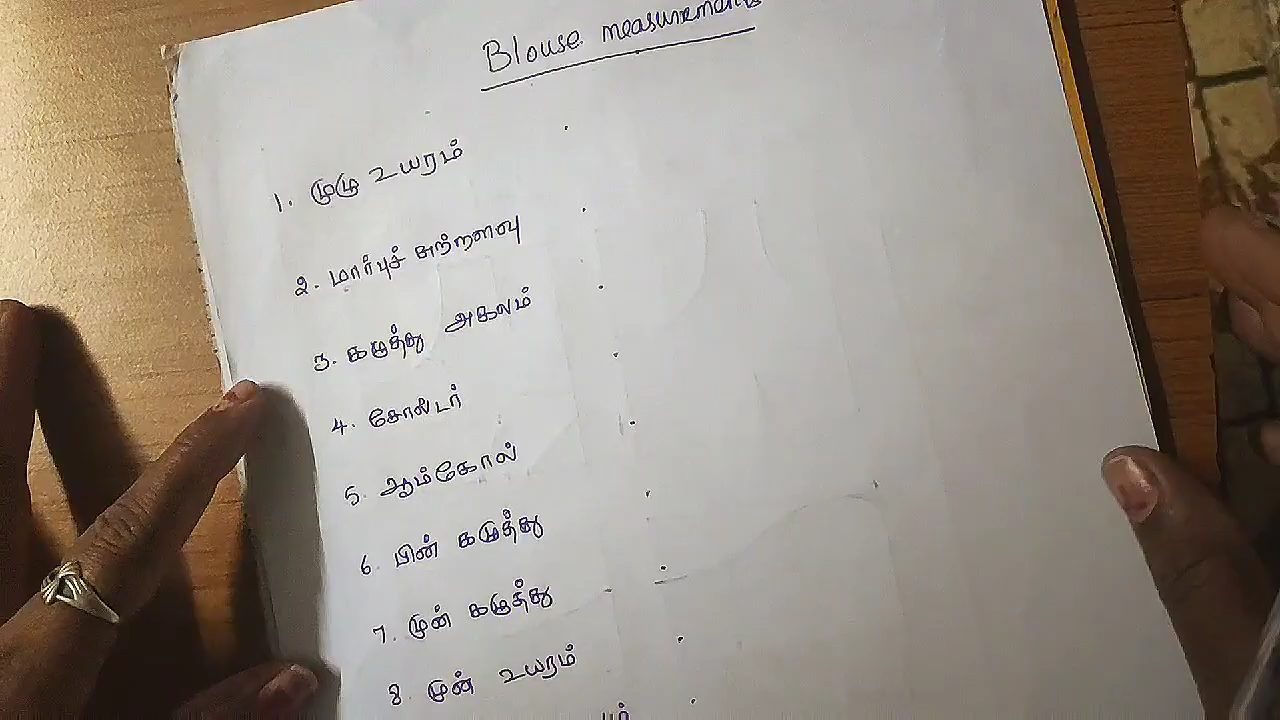 Blouse measurements
1. முழு உயரம்
2. மார்புச் சுற்றளவு
3. கழுத்து அகலம்
4. சோல்டர்
5. ஆம்கோல்
6. பின் கழுத்து
7. முன் கழுத்து
8. முன் உயரம்